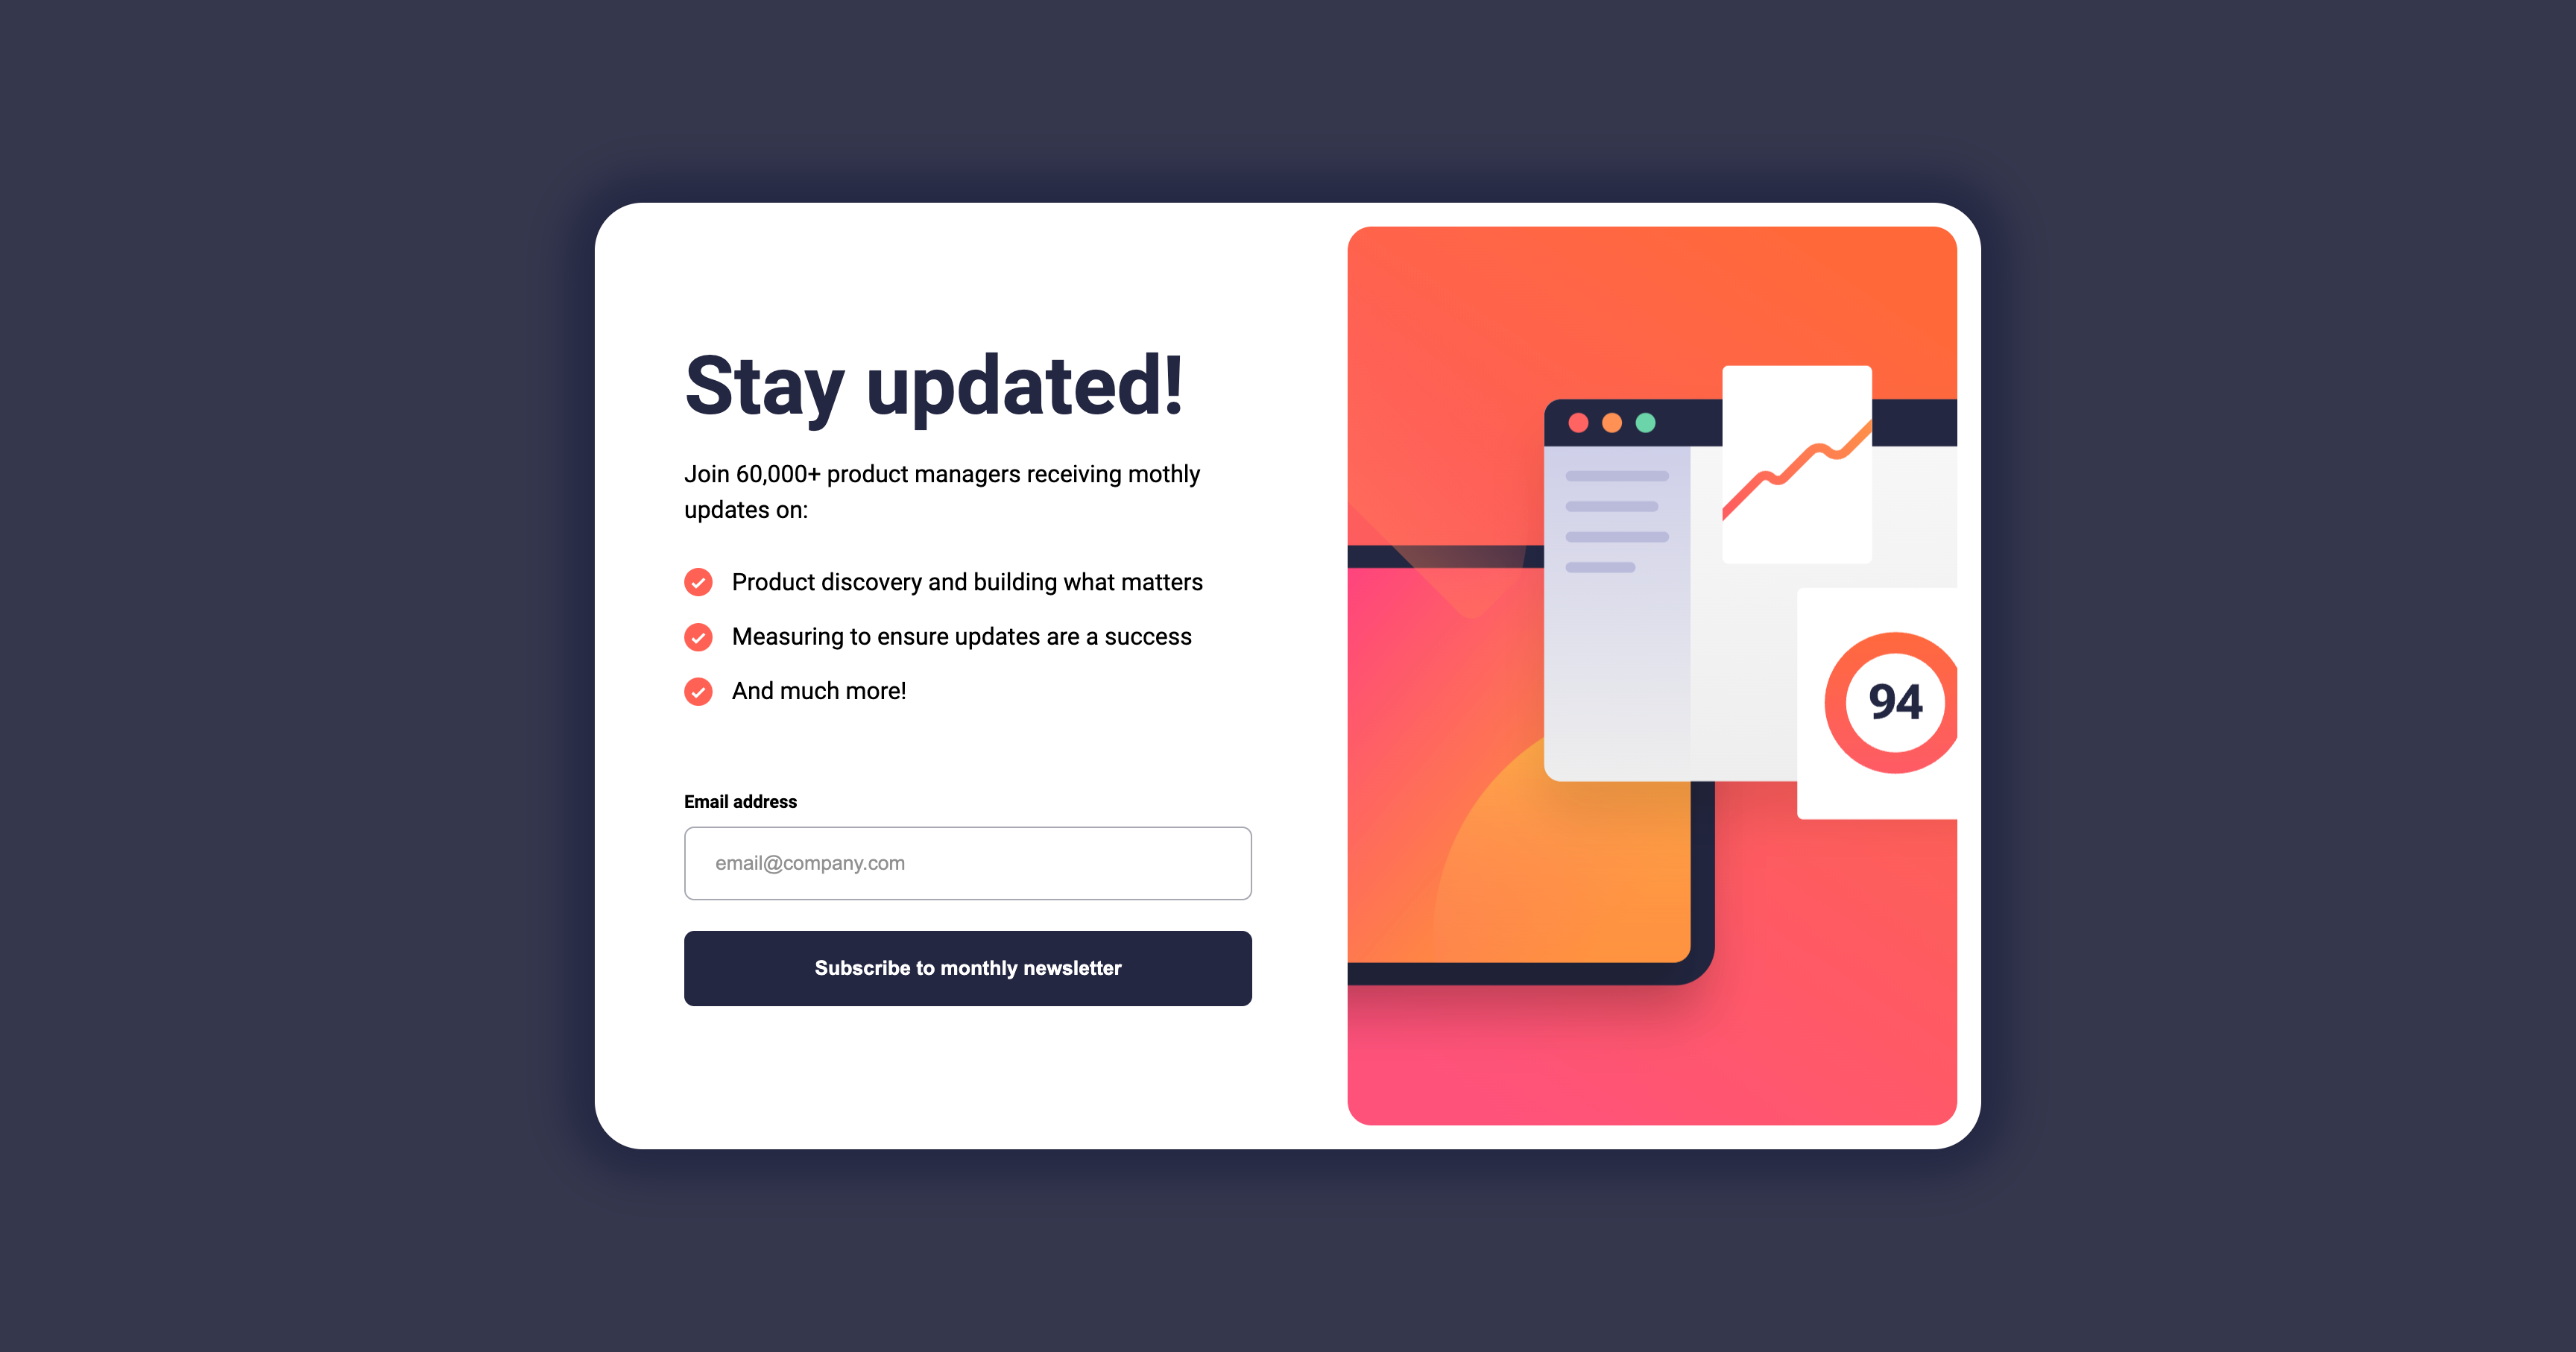 Stay updated!
Join 60,000+ product managers receiving mothly
updates on:
Product discovery and building what matters
Measuring to ensure updates are a success
And much more!
Email address
email@company.com
Subscribe to monthly newsletter
94